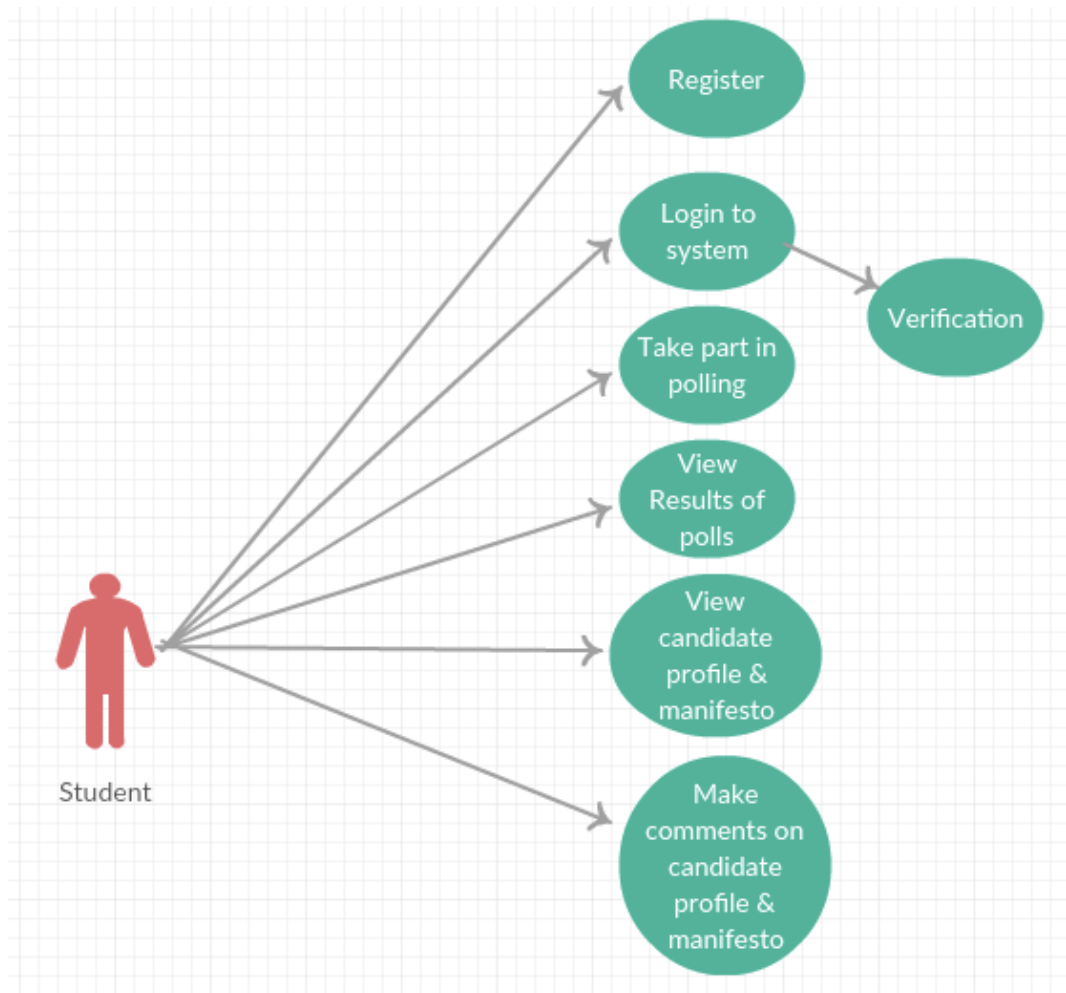 Register
Login to
system
Verification
Take part in
polling
View
Results of
polls
View
candidate
profile &
manifesto
Student
Make
comments on
candidate
profile &
manifesto